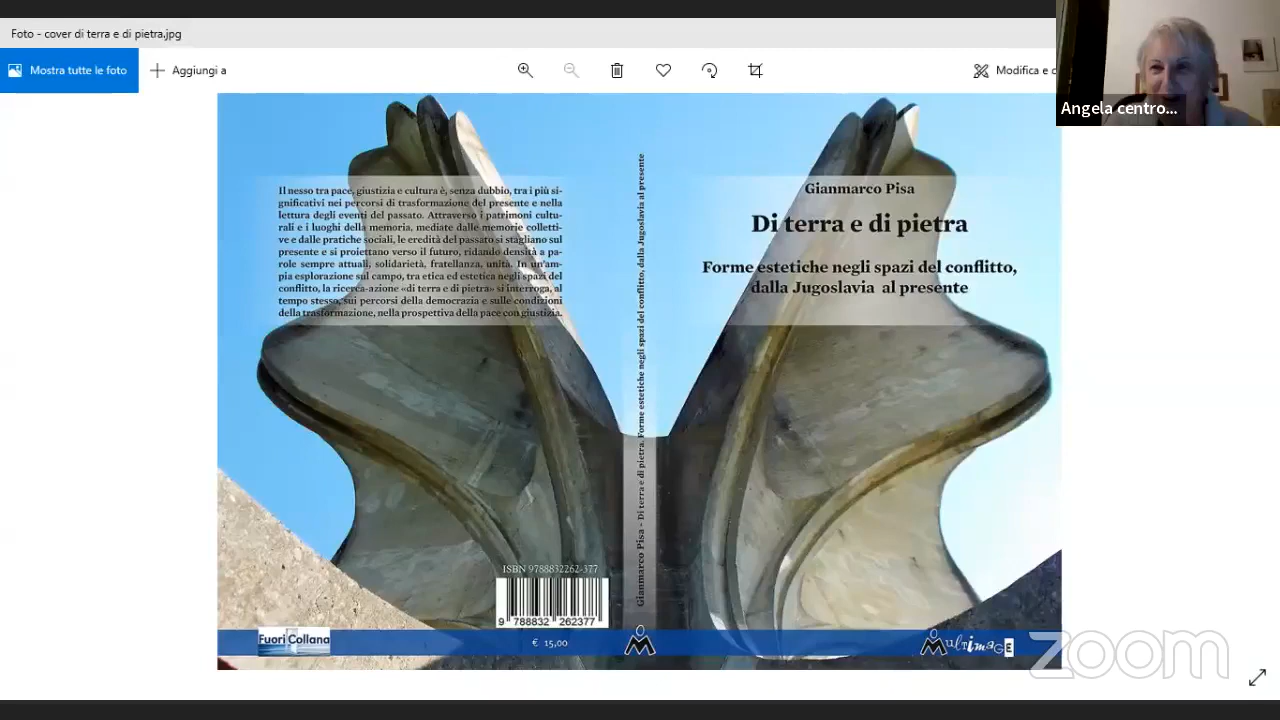 Foto - cover di terra e di pietra.jpg
Mostra tutte le foto
Aggiungi a
Modifica e c
Angela centro...
Il nesso tra pace, giustizia e cultura è, senza dubbio, tra i più si-
gnificativi nei percorsi di trasformazione del presente e nella
lettura degli eventi del passato. Attraverso i patrimoni cultu-
rali e i luoghi della memoria, mediate dalle memorie colletti-
ve e dalle pratiche sociali, le eredità del passato si stagliano sul
presente e si proiettano verso il futuro, ridando densità a pa-
role sempre attuali, solidarietà, fratellanza, unità. In un'am-
pia esplorazione sul campo, tra etica ed estetica negli spazi del
conflitto, la ricerca-azione «di terra e di pietra» si interroga, al
tempo stesso, sui percorsi della democrazia e sulle condizioni
della trasformazione, nella prospettiva della pace con giustizia.
ISBN 9788832262-377
9 788832 262377
Fuori Collana
€ 15,00
Gianmarco Pisa - Di terra e di pietra. Forme estetiche negli spazi del conflitto, dalla Jugoslavia al presente
Gianmarco Pisa
Di terra e di pietra
Forme estetiche negli spazi del conflitto,
dalla Jugoslavia al presente
MultimaGE
zoom